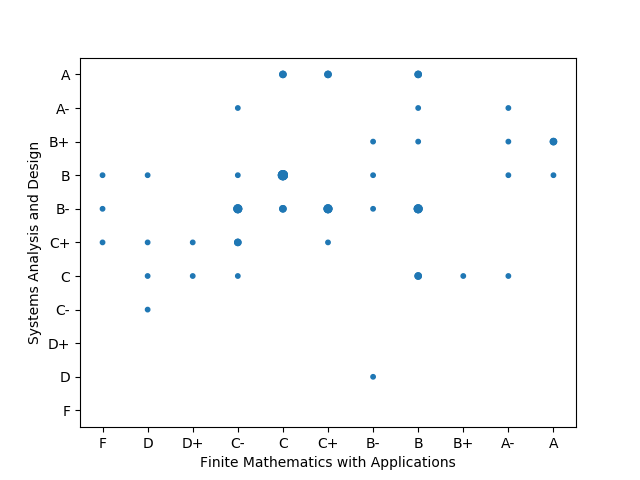 A
A-
B+
B
B-
C+
C
C-
D+
D
F
Systems Analysis and Design
F D D+ C- C C+ B- B B+ A- A
Finite Mathematics with Applications